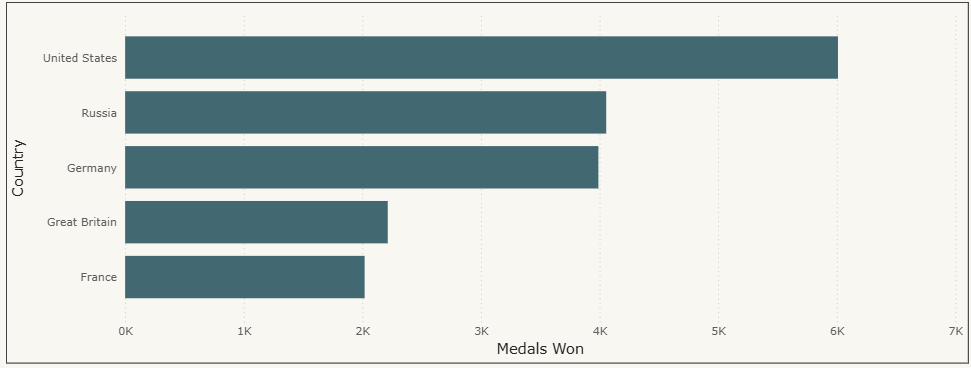 Country
United States
Russia
Germany
Great Britain
France
0K 1K 2K 3K 4K 5K 6K 7K
Medals Won